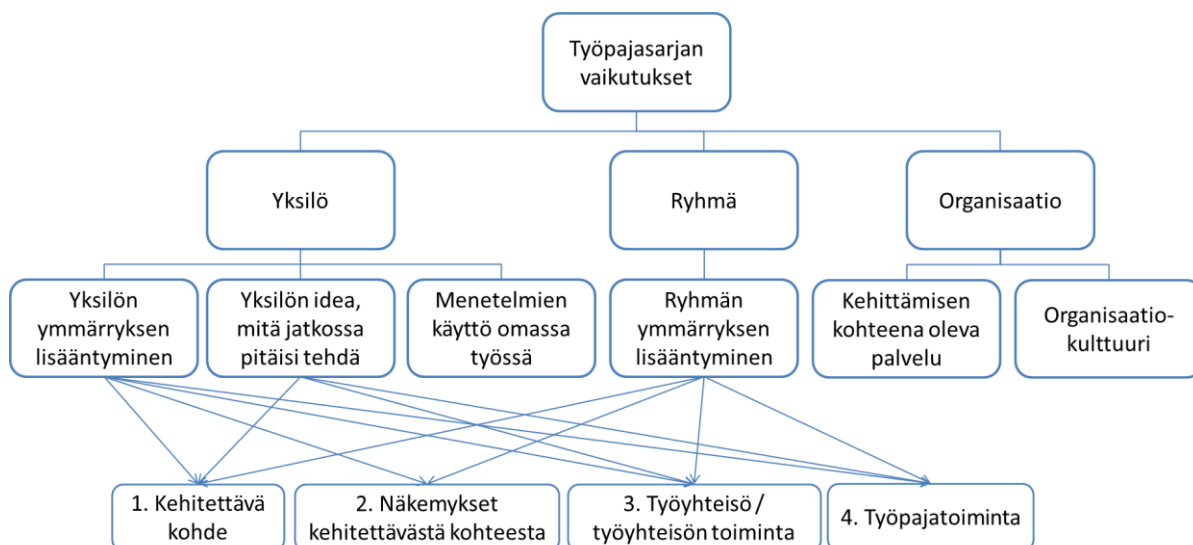 Työpajasarjan
vaikutukset
Yksilö
Ryhmä
Organisaatio
Yksilön
ymmärryksen
lisääntyminen
Yksilön idea,
mitä jatkossa
pitäisi tehdä
Menetelmien
käyttö omassa
työssä
Ryhmän
ymmärryksen
lisääntyminen
Kehittämisen
kohteena oleva
palvelu
Organisaatio-
kulttuuri
1. Kehitettävä
kohde
2. Näkemykset
kehitettävästä kohteesta
3. Työyhteisö /
työyhteisön toiminta
4. Työpajatoiminta